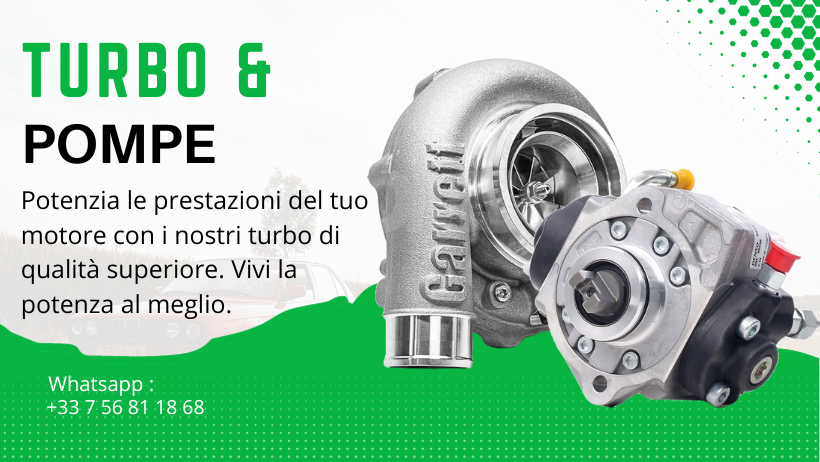 TURBO &
POMPE
Potenzia le prestazioni del tuo
motore con i nostri turbo di
qualità superiore. Vivi la
potenza al meglio.
Garrett
Whatsapp :
+33 7 56 81 18 68